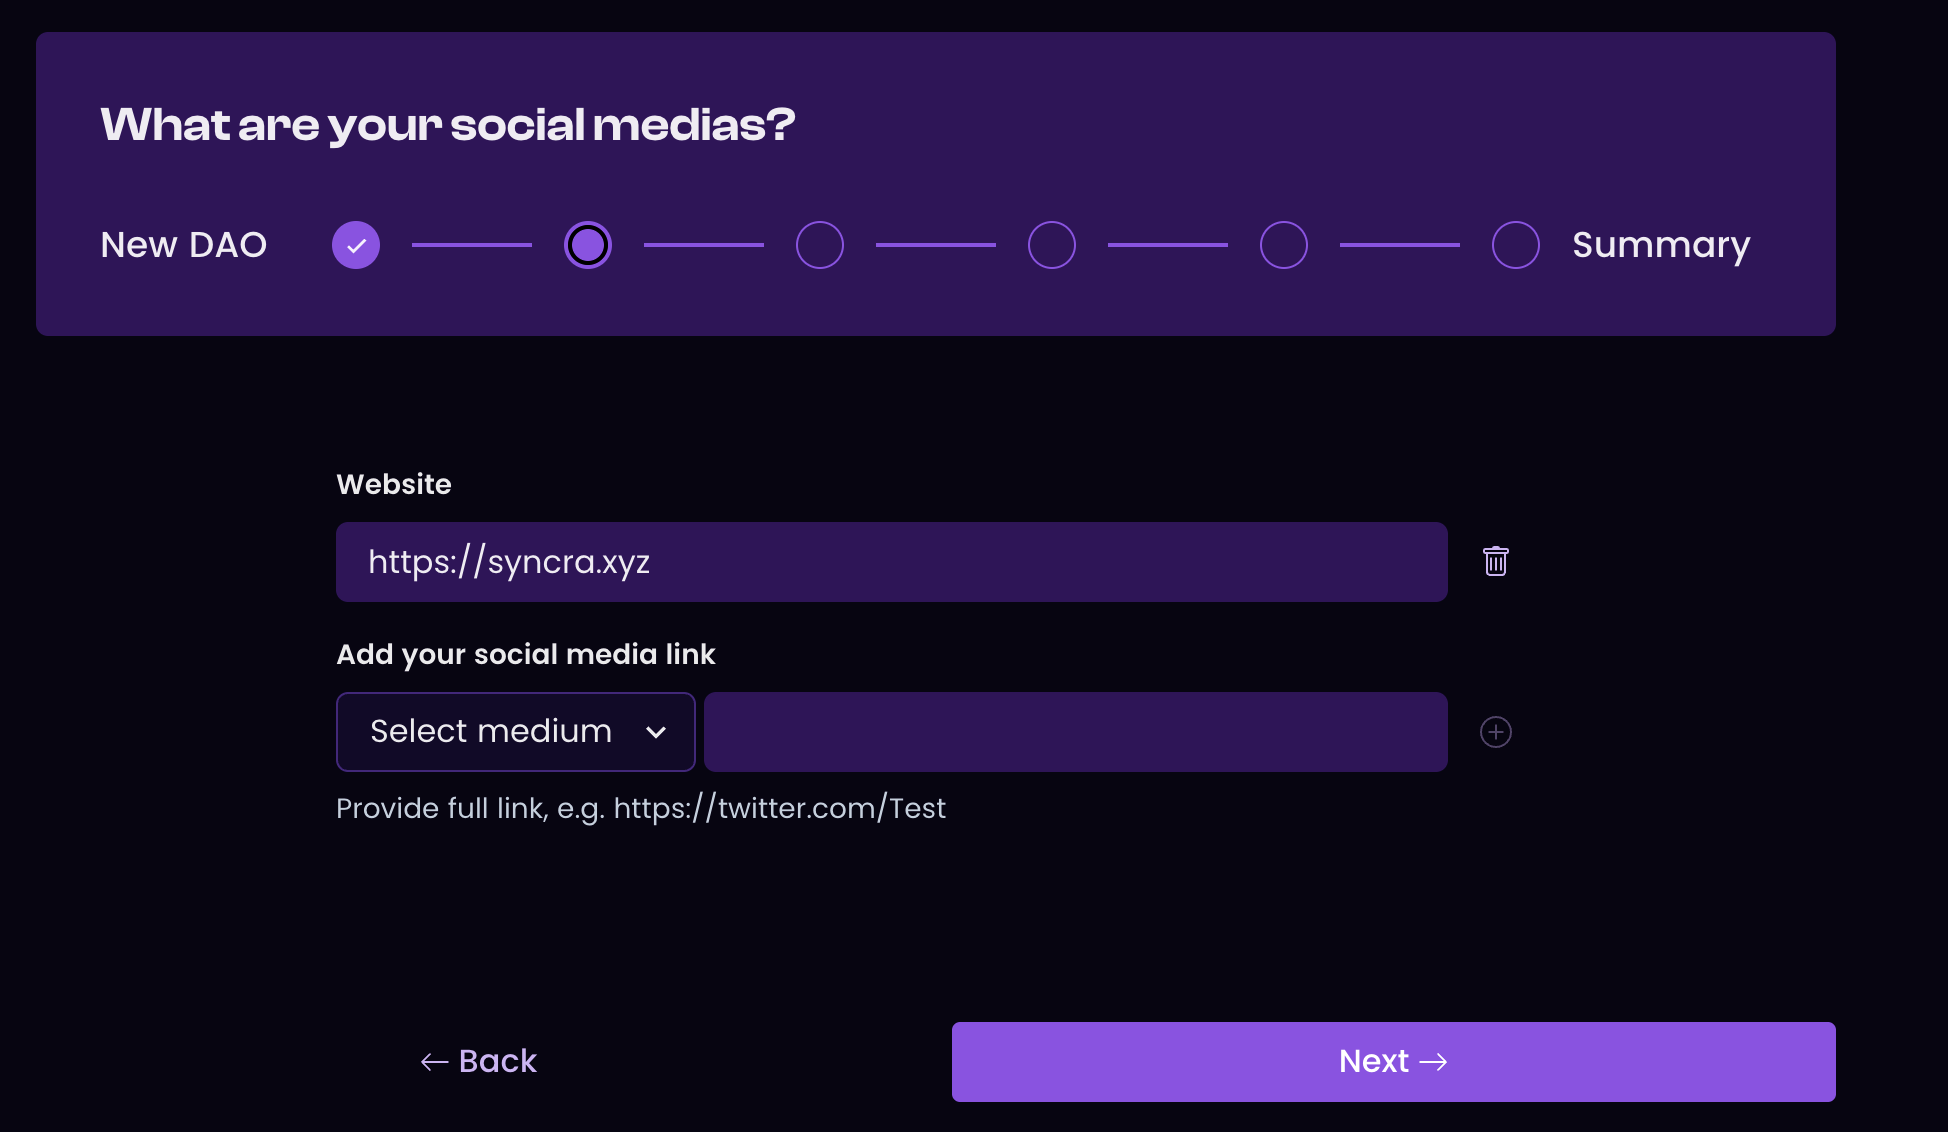 What are your social medias?
New DAO
Summary
Website
https://syncra.xyz
Add your social media link
Select medium
Provide full link, e.g. https://twitter.com/Test
← Back
Next →